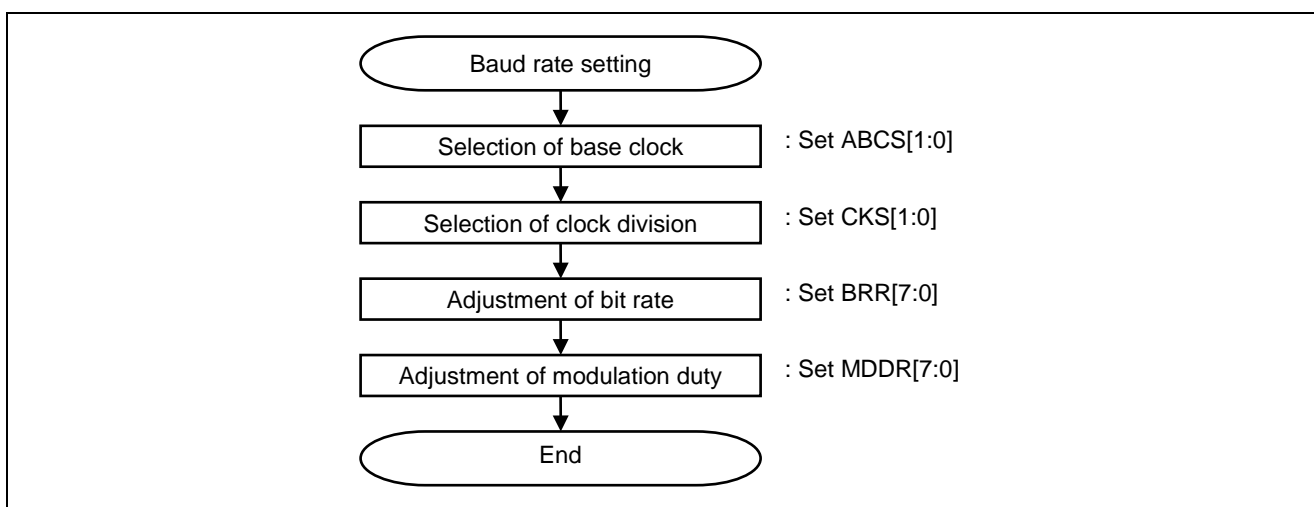 Baud rate setting
Selection of base clock : Set ABCS[1:0]
Selection of clock division : Set CKS[1:0]
Adjustment of bit rate : Set BRR[7:0]
Adjustment of modulation duty : Set MDDR[7:0]
End